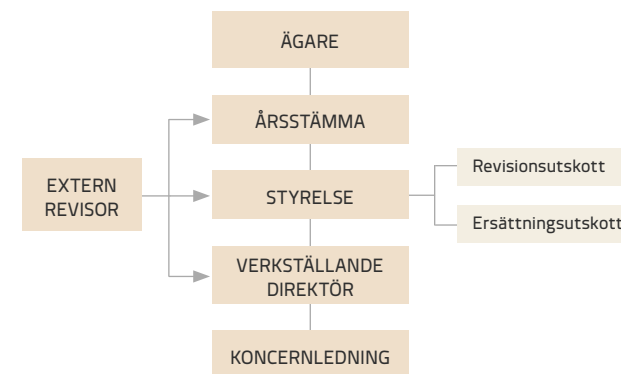 ÄGARE
ÅRSSTÄMMA
EXTERN
REVISOR
STYRELSE
Revisionsutskott
Ersättningsutskott
VERKSTÄLLANDE
DIREKTÖR
KONCERNLEDNING